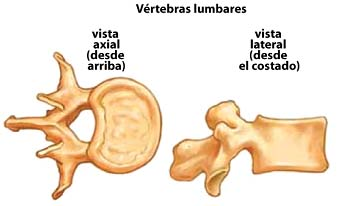 Vértebras lumbares
vista
axial
(desde
arriba)
vista
lateral
(desde
el costado)